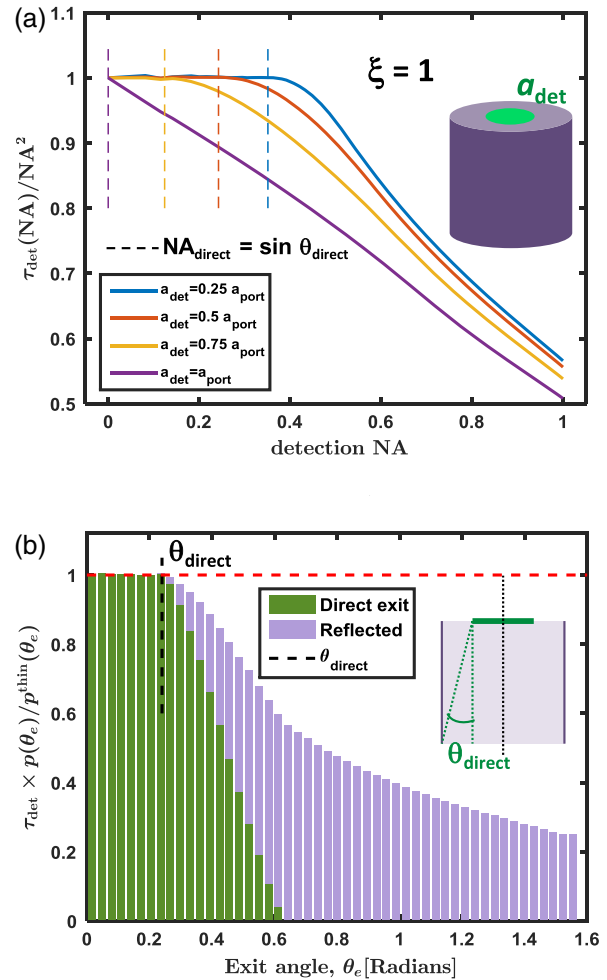 (a)
1.1
1
0.9
0.8
0.7
0.6
0.5
τdet(NA)/NA²
ξ = 1
adet
NAdirect = sin θdirect
adet=0.25 aport
adet=0.5 aport
adet=0.75 aport
adet=aport
0 0.2 0.4 0.6 0.8 1
detection NA
(b)
1
0.8
0.6
0.4
0.2
0
τdet × p(θe)/pthin(θe)
θdirect
Direct exit
Reflected
θdirect
θdirect
0 0.2 0.4 0.6 0.8 1 1.2 1.4 1.6
Exit angle, θe[Radians]